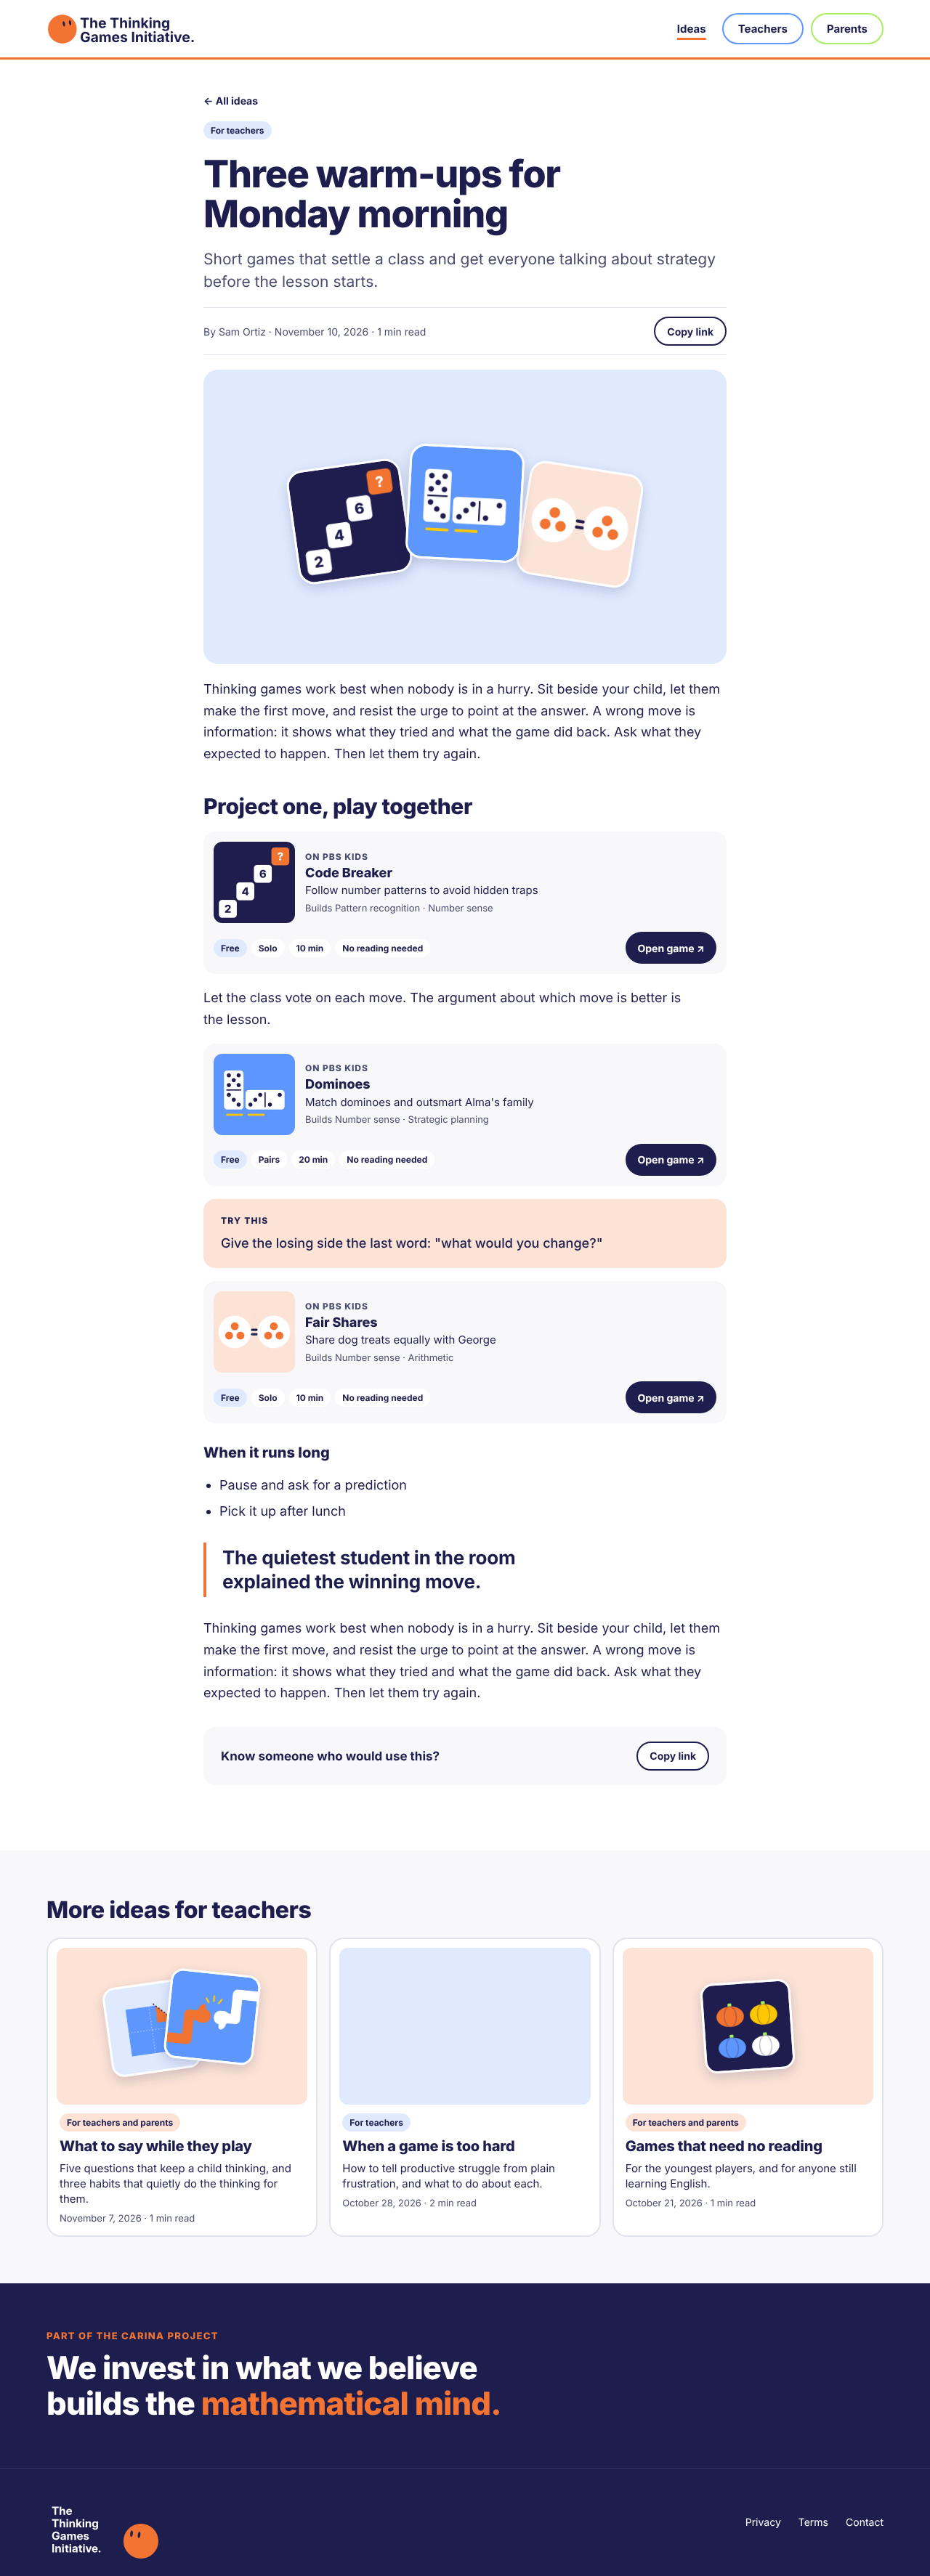 The Thinking
Games Initiative.
Ideas
Teachers
Parents
← All ideas
For teachers
Three warm-ups for
Monday morning
Short games that settle a class and get everyone talking about strategy
before the lesson starts.
By Sam Ortiz · November 10, 2026 · 1 min read
Copy link
?
6
4
2
=
Thinking games work best when nobody is in a hurry. Sit beside your child, let them
make the first move, and resist the urge to point at the answer. A wrong move is
information: it shows what they tried and what the game did back. Ask what they
expected to happen. Then let them try again.
Project one, play together
?
6
4
2
ON PBS KIDS
Code Breaker
Follow number patterns to avoid hidden traps
Builds Pattern recognition · Number sense
Free
Solo
10 min
No reading needed
Open game ↗
Let the class vote on each move. The argument about which move is better is
the lesson.
ON PBS KIDS
Dominoes
Match dominoes and outsmart Alma's family
Builds Number sense · Strategic planning
Free
Pairs
20 min
No reading needed
Open game ↗
TRY THIS
Give the losing side the last word: "what would you change?"
=
ON PBS KIDS
Fair Shares
Share dog treats equally with George
Builds Number sense · Arithmetic
Free
Solo
10 min
No reading needed
Open game ↗
When it runs long
• Pause and ask for a prediction
• Pick it up after lunch
The quietest student in the room
explained the winning move.
Thinking games work best when nobody is in a hurry. Sit beside your child, let them
make the first move, and resist the urge to point at the answer. A wrong move is
information: it shows what they tried and what the game did back. Ask what they
expected to happen. Then let them try again.
Know someone who would use this?
Copy link
More ideas for teachers
For teachers and parents
What to say while they play
Five questions that keep a child thinking, and
three habits that quietly do the thinking for
them.
November 7, 2026 · 1 min read
For teachers
When a game is too hard
How to tell productive struggle from plain
frustration, and what to do about each.
October 28, 2026 · 2 min read
For teachers and parents
Games that need no reading
For the youngest players, and for anyone still
learning English.
October 21, 2026 · 1 min read
PART OF THE CARINA PROJECT
We invest in what we believe
builds the mathematical mind.
The
Thinking
Games
Initiative.
Privacy
Terms
Contact